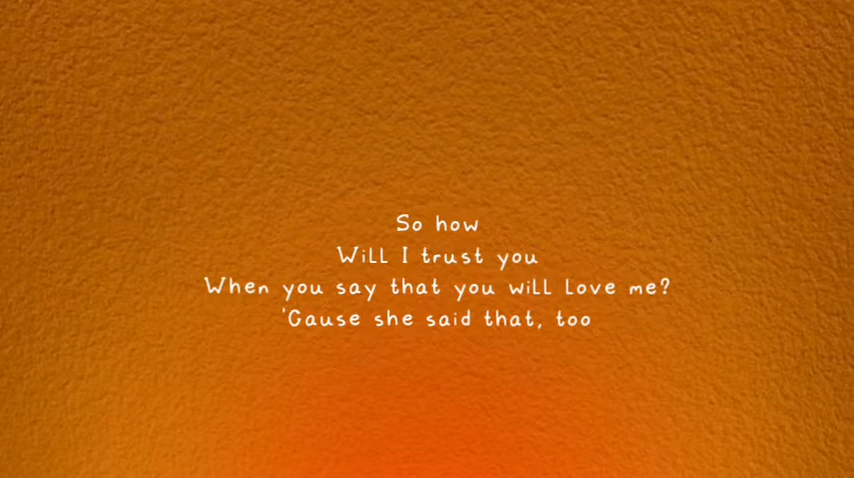 So how
Will I trust you
When you say that you will love me?
'Cause she said that, too